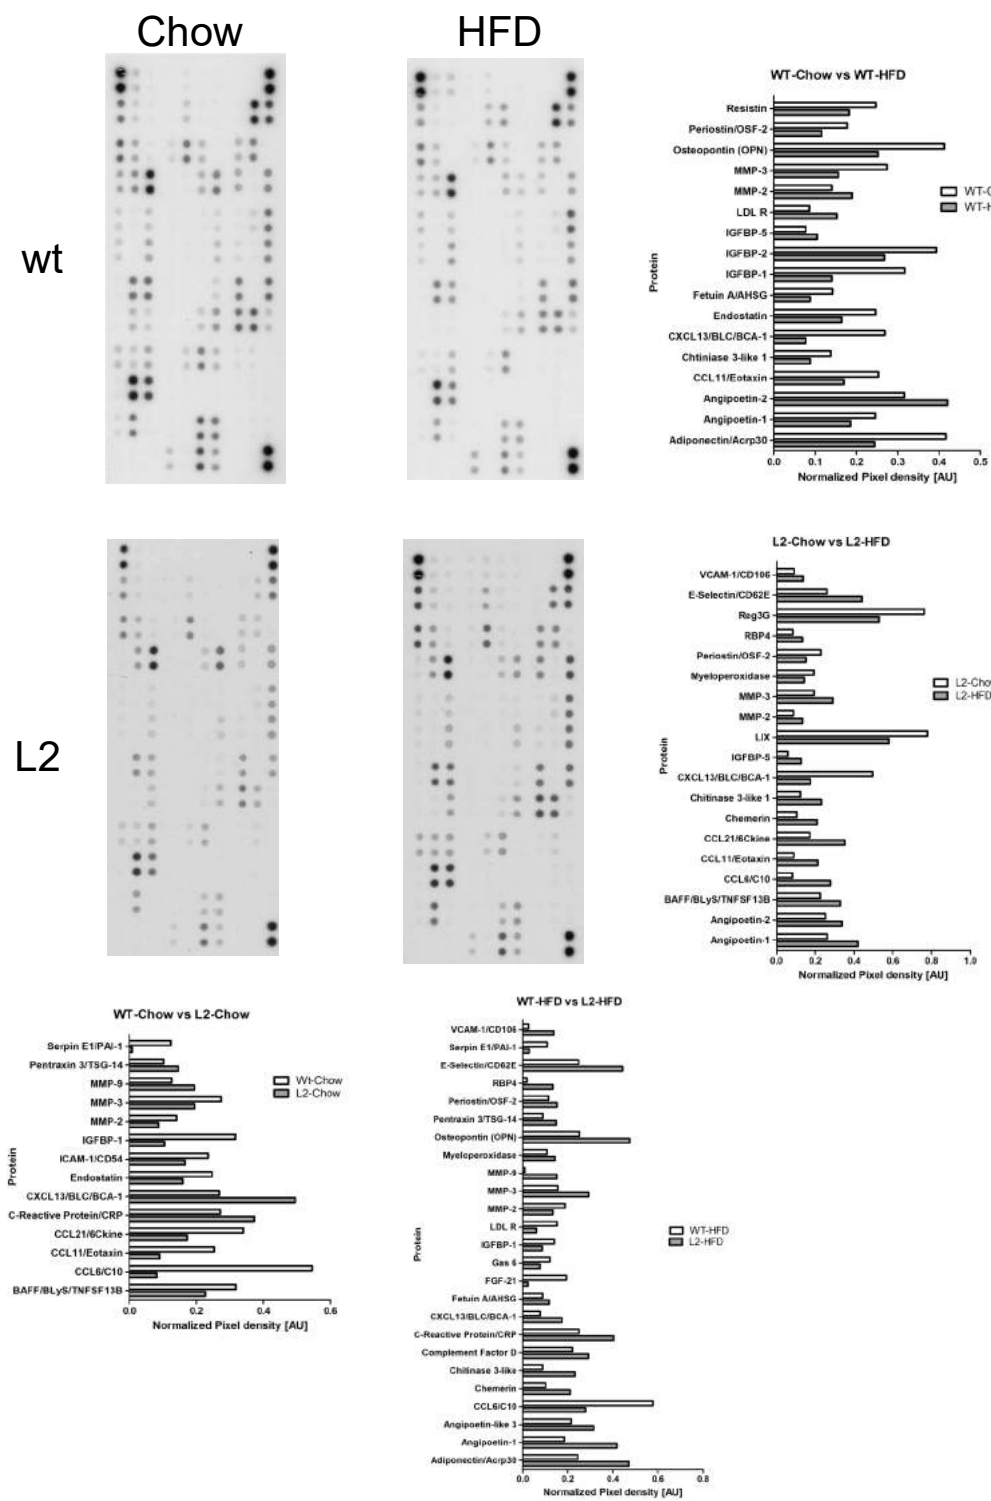 Chow
HFD
wt
L2
WT-Chow vs WT-HFD
Resistin
Periostin/OSF-2
Osteopontin (OPN)
MMP-3
MMP-2
LDL R
IGFBP-5
IGFBP-2
IGFBP-1
Fetuin A/AHSG
Endostatin
CXCL13/BLC/BCA-1
Chtiniase 3-like 1
CCL11/Eotaxin
Angipoetin-2
Angipoetin-1
Adiponectin/Acrp30
Protein
0.0 0.1 0.2 0.3 0.4 0.5
Normalized Pixel density [AU]
WT-C
WT-H
L2-Chow vs L2-HFD
VCAM-1/CD106
E-Selectin/CD62E
Reg3G
RBP4
Periostin/OSF-2
Myeloperoxidase
MMP-3
MMP-2
LIX
IGFBP-5
CXCL13/BLC/BCA-1
Chitinase 3-like 1
Chemerin
CCL21/6Ckine
CCL11/Eotaxin
CCL6/C10
BAFF/BLyS/TNFSF13B
Angipoetin-2
Angipoetin-1
Protein
0.0 0.2 0.4 0.6 0.8 1.0
Normalized Pixel density [AU]
L2-Chow
L2-HFD
WT-Chow vs L2-Chow
Serpin E1/PAI-1
Pentraxin 3/TSG-14
MMP-9
MMP-3
MMP-2
IGFBP-1
ICAM-1/CD54
Endostatin
CXCL13/BLC/BCA-1
C-Reactive Protein/CRP
CCL21/6Ckine
CCL11/Eotaxin
CCL6/C10
BAFF/BLyS/TNFSF13B
Protein
0.0 0.2 0.4 0.6
Normalized Pixel density [AU]
Wt-Chow
L2-Chow
WT-HFD vs L2-HFD
VCAM-1/CD106
Serpin E1/PAI-1
E-Selectin/CD62E
RBP4
Periostin/OSF-2
Pentraxin 3/TSG-14
Osteopontin (OPN)
Myeloperoxidase
MMP-9
MMP-3
MMP-2
LDL R
IGFBP-1
Gas 6
FGF-21
Fetuin A/AHSG
CXCL13/BLC/BCA-1
C-Reactive Protein/CRP
Complement Factor D
Chitinase 3-like
Chemerin
CCL6/C10
Angipoetin-like 3
Angipoetin-1
Adiponectin/Acrp30
Protein
0.0 0.2 0.4 0.6 0.8
Normalized Pixel density [AU]
WT-HFD
L2-HFD